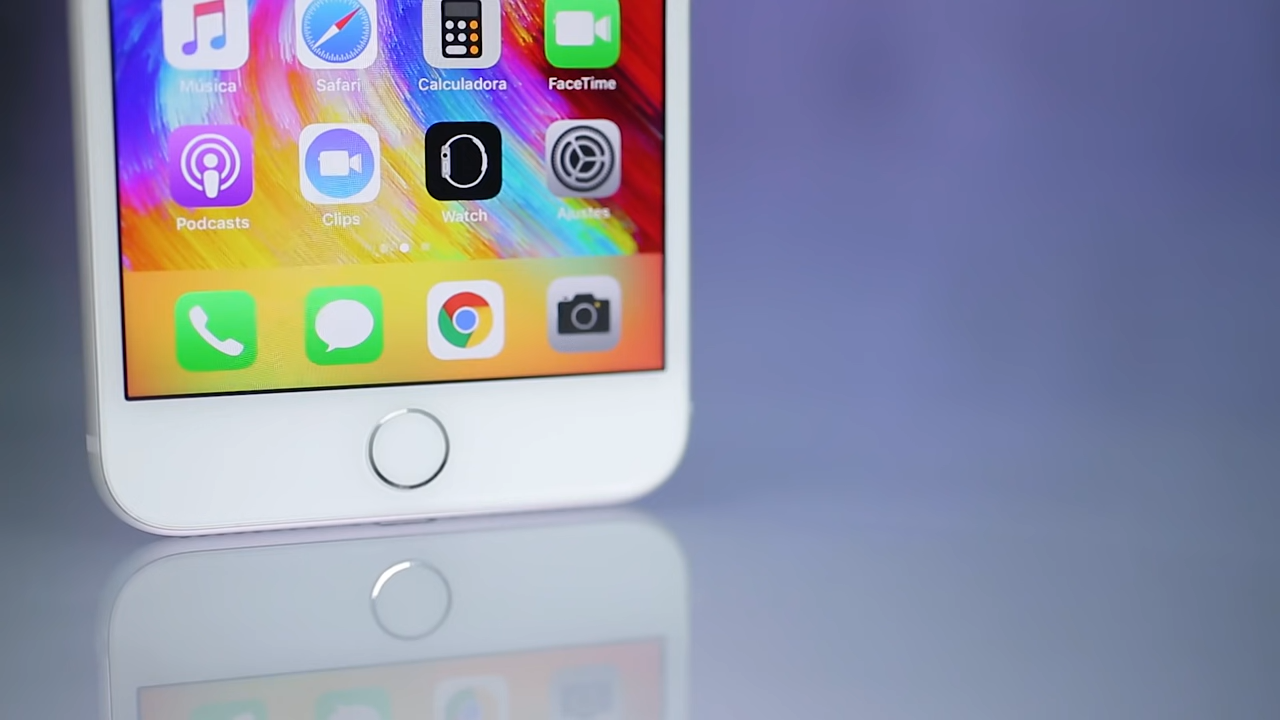 Música
Safari
Calculadora
FaceTime
Podcasts
Clips
Watch
Ajustes